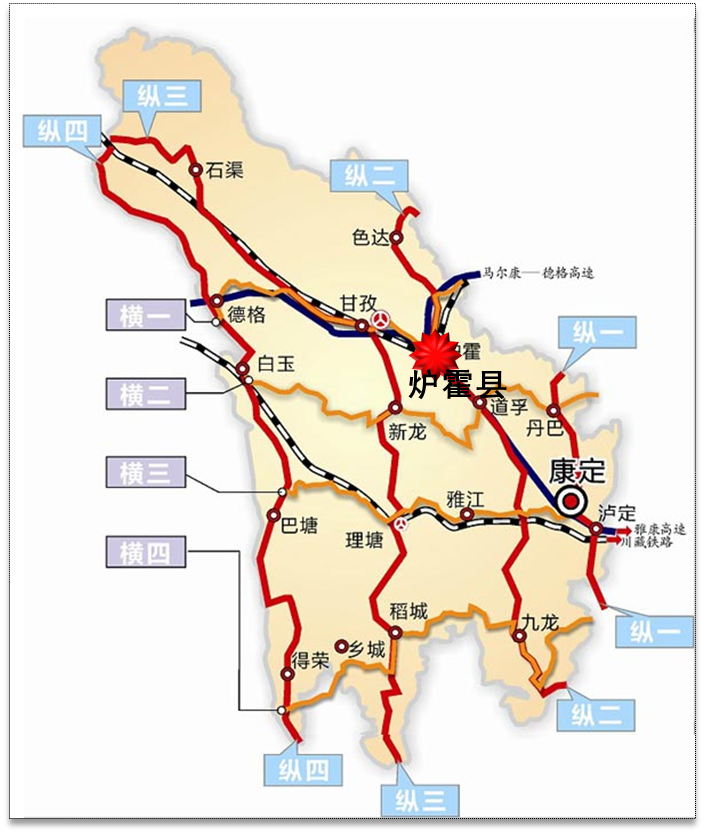 纵三
纵四
石渠
纵二
色达
马尔康——德格高速
甘孜
横一
德格
纵一
霍
白玉
炉霍县
横二
道孚
新龙
丹巴
康定
横三
雅江
泸定
巴塘
理塘
雅康高速
川藏铁路
横四
稻城
九龙
纵一
乡城
得荣
纵二
纵四
纵三